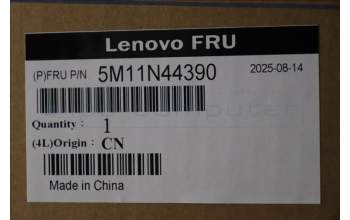 Lenovo FRU
(P)FRU P/N 5M11N44390 2025-08-14
Quantity : 1
(4L)Origin : CN
Made in China